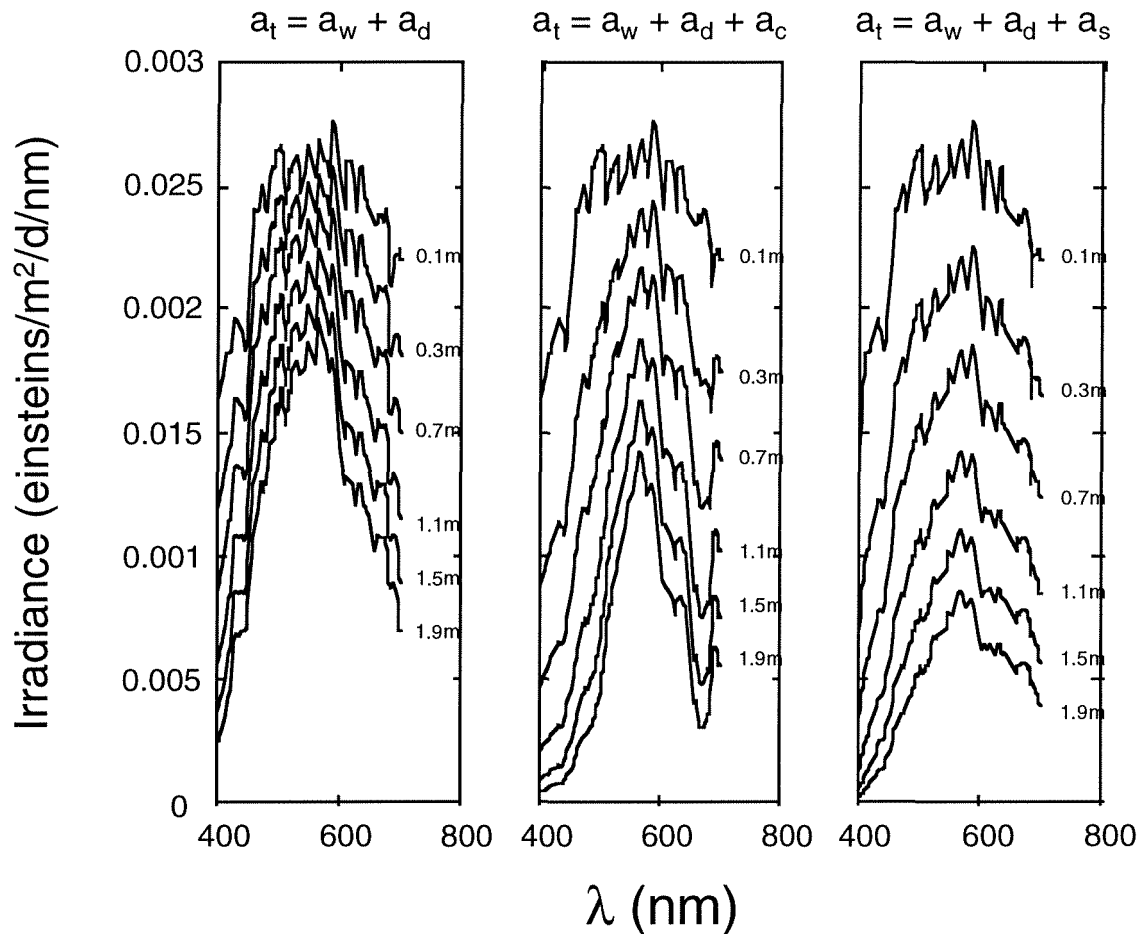 aₜ = a_w + a_d
aₜ = a_w + a_d + a_c
aₜ = a_w + a_d + a_s
Irradiance (einsteins/m²/d/nm)
0.003
0.025
0.002
0.015
0.001
0.005
0
0.1m
0.3m
0.7m
1.1m
1.5m
1.9m
0.1m
0.3m
0.7m
1.1m
1.5m
1.9m
0.1m
0.3m
0.7m
1.1m
1.5m
1.9m
400 600 800
400 600 800
400 600 800
λ (nm)